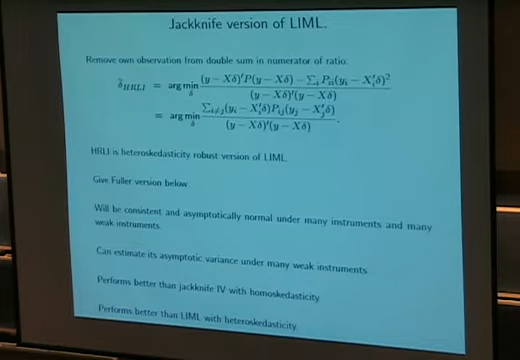 Jackknife version of LIML.
Remove own observation from double sum in numerator of ratio:
δ̃_HRLI = arg min_δ [(y − Xδ)′P(y − Xδ) − Σ_i P_ii(y_i − X_i′δ)²] / [(y − Xδ)′(y − Xδ)]
= arg min_δ [Σ_{i≠j}(y_i − X_i′δ)P_ij(y_j − X_j′δ)] / [(y − Xδ)′(y − Xδ)].
HRLI is heteroskedasticity robust version of LIML.
Give Fuller version below.
Will be consistent and asymptotically normal under many instruments and many
weak instruments.
Can estimate its asymptotic variance under many weak instruments
Performs better than jackknife IV with homoskedasticity
Performs better than LIML with heteroskedasticity.